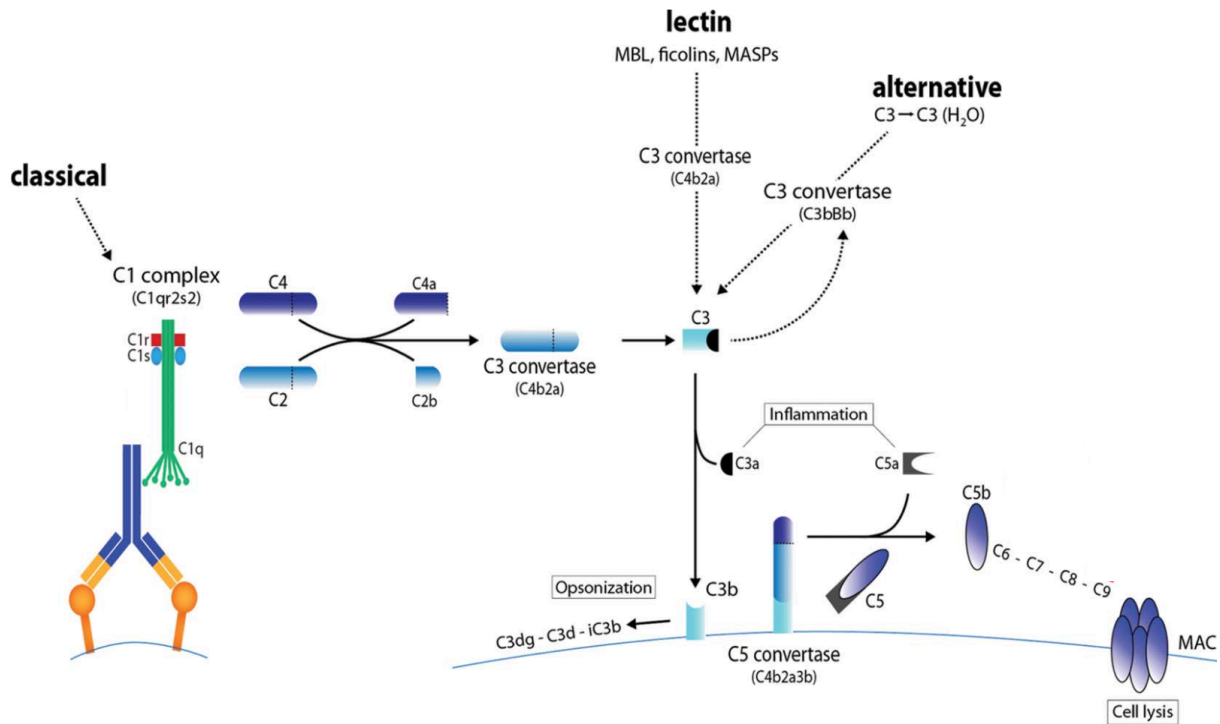 lectin
MBL, ficolins, MASPs
alternative
C3 → C3 (H₂O)
C3 convertase
(C4b2a)
C3 convertase
(C3bBb)
classical
C1 complex
(C1qr2s2)
C1r
C1s
C1q
C4
C4a
C2
C2b
C3 convertase
(C4b2a)
C3
Inflammation
C3a
C5a
C5b
C6 - C7 - C8 - C9
C5
Opsonization
C3b
C3dg - C3d - iC3b
C5 convertase
(C4b2a3b)
MAC
Cell lysis